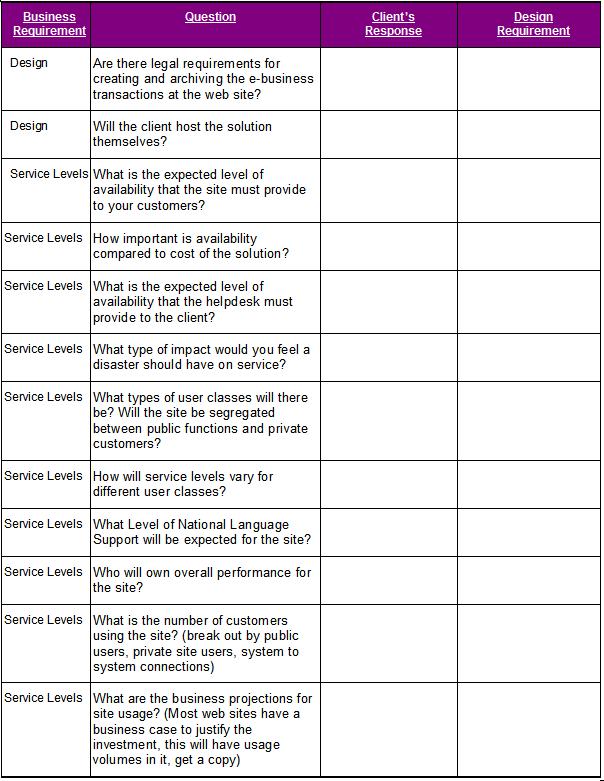 Business Question Client's Design
Requirement Response Requirement
Design Are there legal requirements for
creating and archiving the e-business
transactions at the web site?
Design Will the client host the solution
themselves?
Service Levels What is the expected level of
availability that the site must provide
to your customers?
Service Levels How important is availability
compared to cost of the solution?
Service Levels What is the expected level of
availability that the helpdesk must
provide to the client?
Service Levels What type of impact would you feel a
disaster should have on service?
Service Levels What types of user classes will there
be? Will the site be segregated
between public functions and private
customers?
Service Levels How will service levels vary for
different user classes?
Service Levels What Level of National Language
Support will be expected for the site?
Service Levels Who will own overall performance for
the site?
Service Levels What is the number of customers
using the site? (break out by public
users, private site users, system to
system connections)
Service Levels What are the business projections for
site usage? (Most web sites have a
business case to justify the
investment, this will have usage
volumes in it, get a copy)